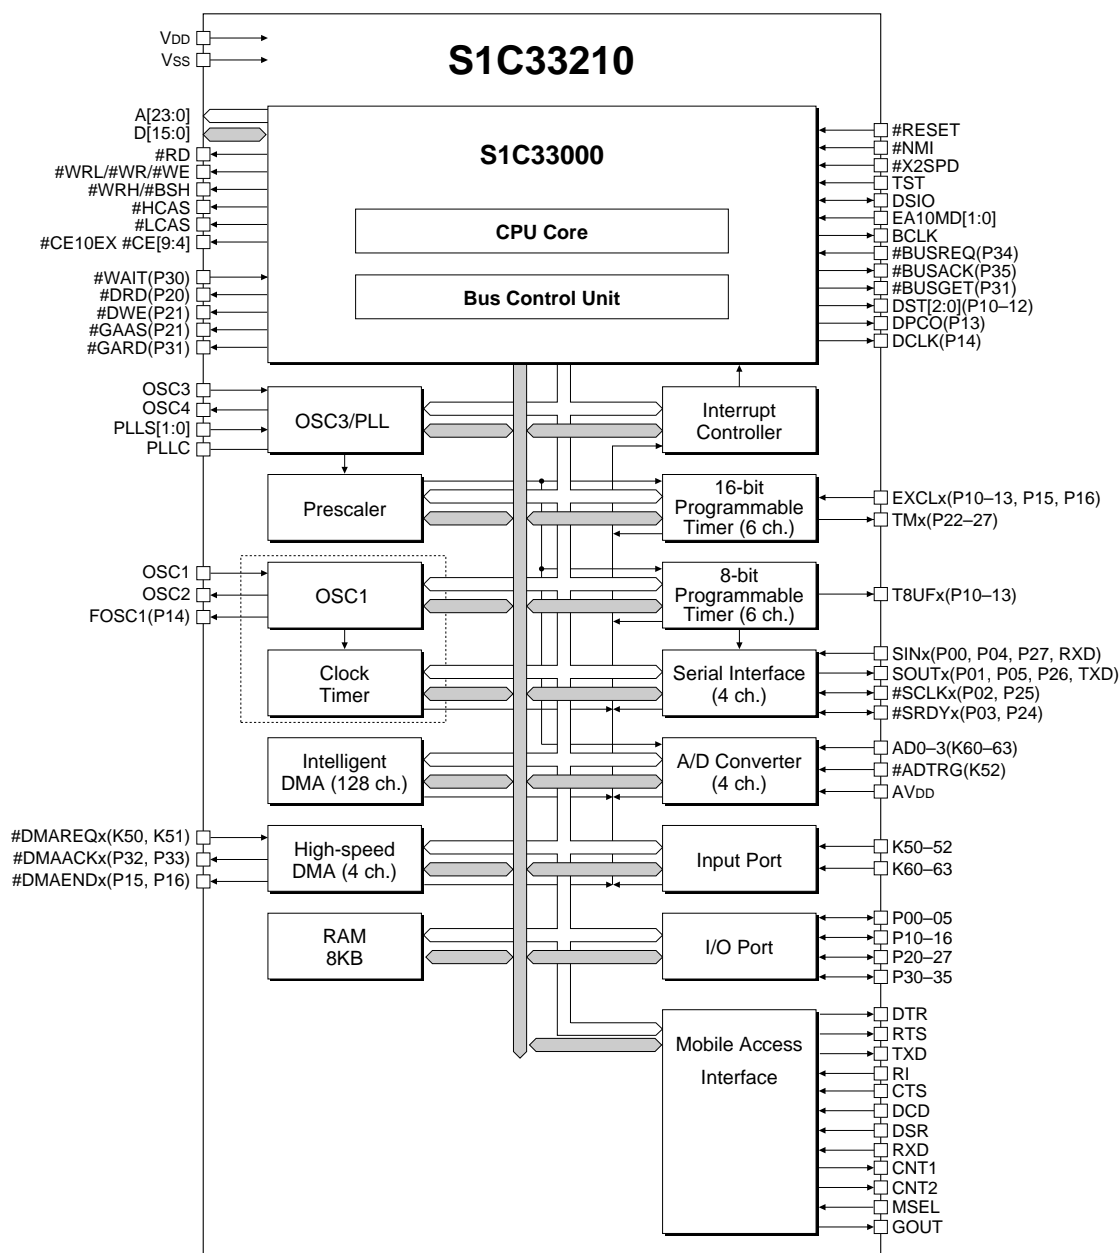 S1C33210
VDD
VSS
A[23:0]
D[15:0]
#RD
#WRL/#WR/#WE
#WRH/#BSH
#HCAS
#LCAS
#CE10EX #CE[9:4]
#WAIT(P30)
#DRD(P20)
#DWE(P21)
#GAAS(P21)
#GARD(P31)
S1C33000
CPU Core
Bus Control Unit
#RESET
#NMI
#X2SPD
TST
DSIO
EA10MD[1:0]
BCLK
#BUSREQ(P34)
#BUSACK(P35)
#BUSGET(P31)
DST[2:0](P10–12)
DPCO(P13)
DCLK(P14)
OSC3
OSC4
PLLS[1:0]
PLLC
OSC3/PLL
Interrupt
Controller
Prescaler
16-bit
Programmable
Timer (6 ch.)
EXCLx(P10–13, P15, P16)
TMx(P22–27)
OSC1
OSC2
FOSC1(P14)
OSC1
8-bit
Programmable
Timer (6 ch.)
T8UFx(P10–13)
Clock
Timer
Serial Interface
(4 ch.)
SINx(P00, P04, P27, RXD)
SOUTx(P01, P05, P26, TXD)
#SCLKx(P02, P25)
#SRDYx(P03, P24)
Intelligent
DMA (128 ch.)
A/D Converter
(4 ch.)
AD0–3(K60–63)
#ADTRG(K52)
AVDD
#DMAREQx(K50, K51)
#DMAACKx(P32, P33)
#DMAENDx(P15, P16)
High-speed
DMA (4 ch.)
Input Port
K50–52
K60–63
RAM
8KB
I/O Port
P00–05
P10–16
P20–27
P30–35
Mobile Access
Interface
DTR
RTS
TXD
RI
CTS
DCD
DSR
RXD
CNT1
CNT2
MSEL
GOUT